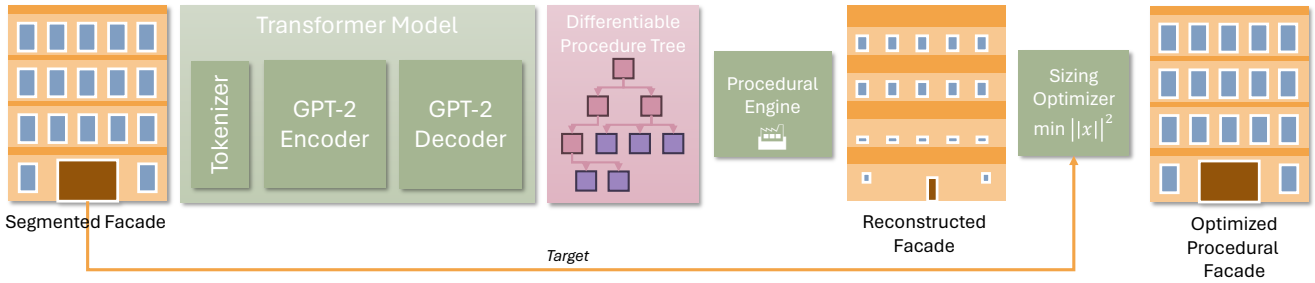 Transformer Model
Tokenizer
GPT-2
Encoder
GPT-2
Decoder
Differentiable
Procedure Tree
Procedural
Engine
Sizing
Optimizer
min ||x||²
Segmented Facade
Reconstructed
Facade
Optimized
Procedural
Facade
Target